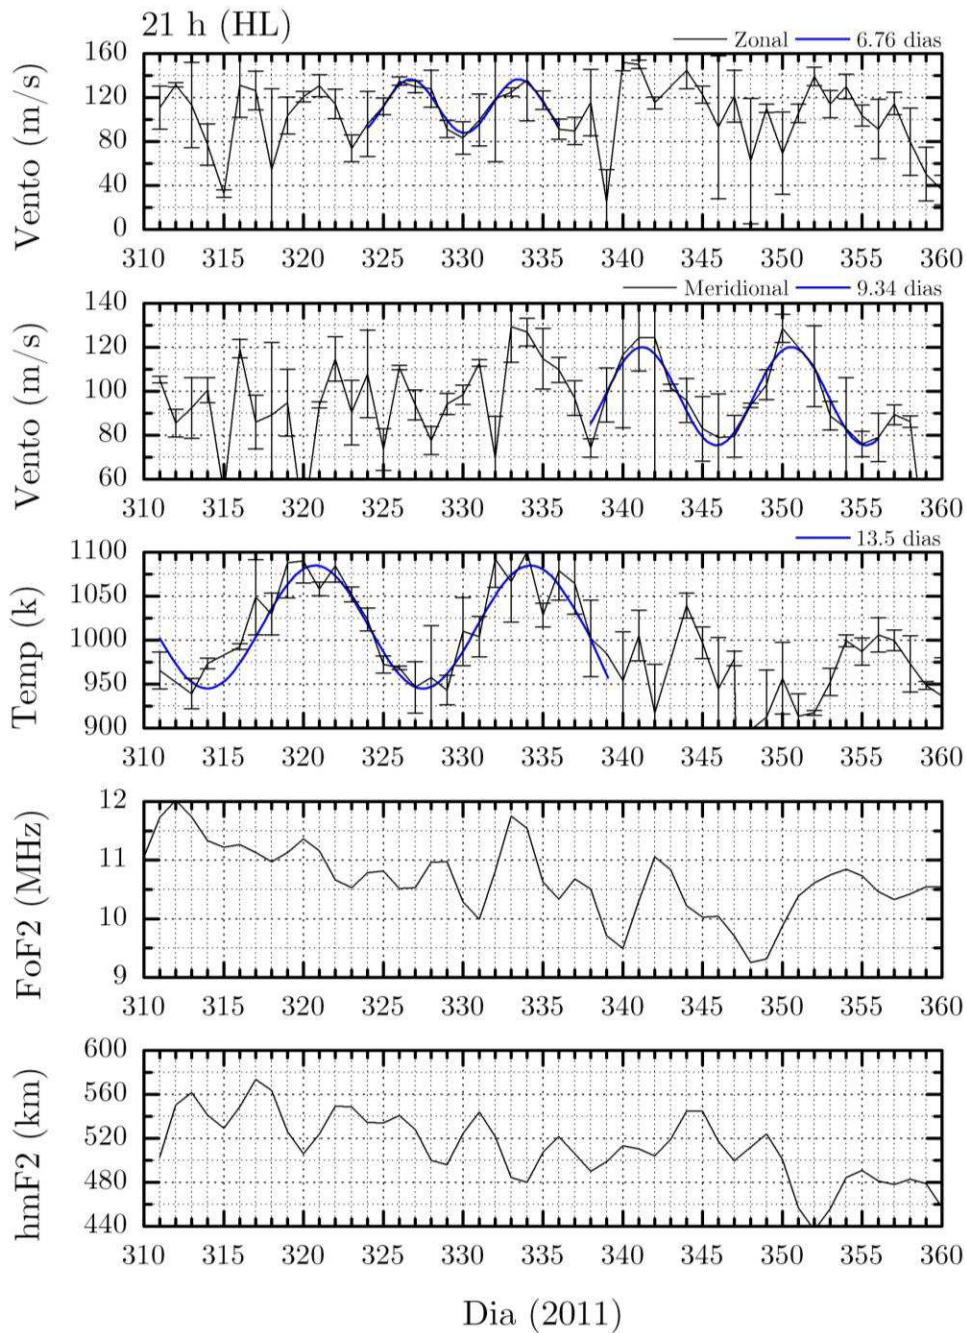 21 h (HL)
Zonal 6.76 dias
Vento (m/s)
160
120
80
40
0
310 315 320 325 330 335 340 345 350 355 360
Meridional 9.34 dias
Vento (m/s)
140
120
100
80
60
310 315 320 325 330 335 340 345 350 355 360
13.5 dias
Temp (k)
1100
1050
1000
950
900
310 315 320 325 330 335 340 345 350 355 360
FoF2 (MHz)
12
11
10
9
310 315 320 325 330 335 340 345 350 355 360
hmF2 (km)
600
560
520
480
440
310 315 320 325 330 335 340 345 350 355 360
Dia (2011)